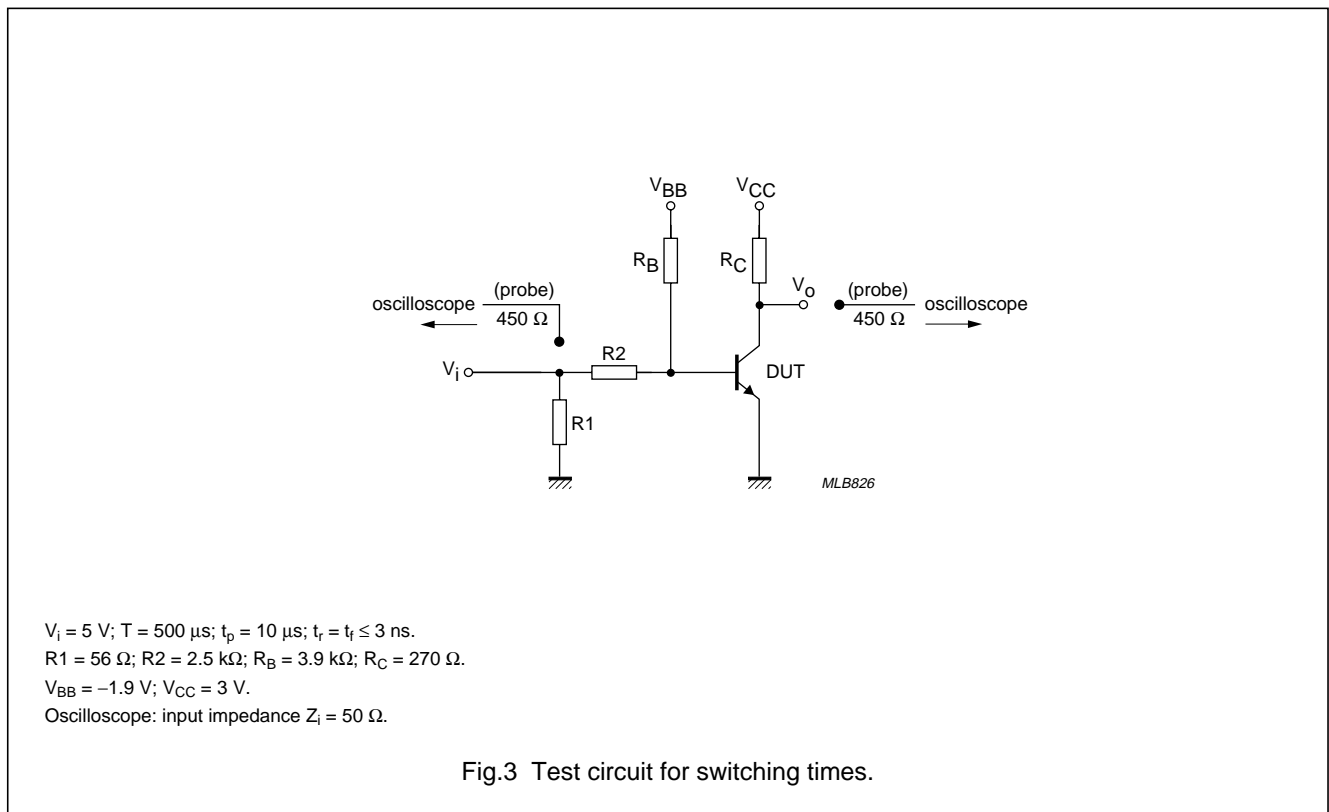 V_BB V_CC
R_B R_C
V_o
(probe) (probe)
oscilloscope 450 Ω 450 Ω oscilloscope
R2
V_i DUT
R1
MLB826
V_i = 5 V; T = 500 μs; t_p = 10 μs; t_r = t_f ≤ 3 ns.
R1 = 56 Ω; R2 = 2.5 kΩ; R_B = 3.9 kΩ; R_C = 270 Ω.
V_BB = −1.9 V; V_CC = 3 V.
Oscilloscope: input impedance Z_i = 50 Ω.
Fig.3 Test circuit for switching times.